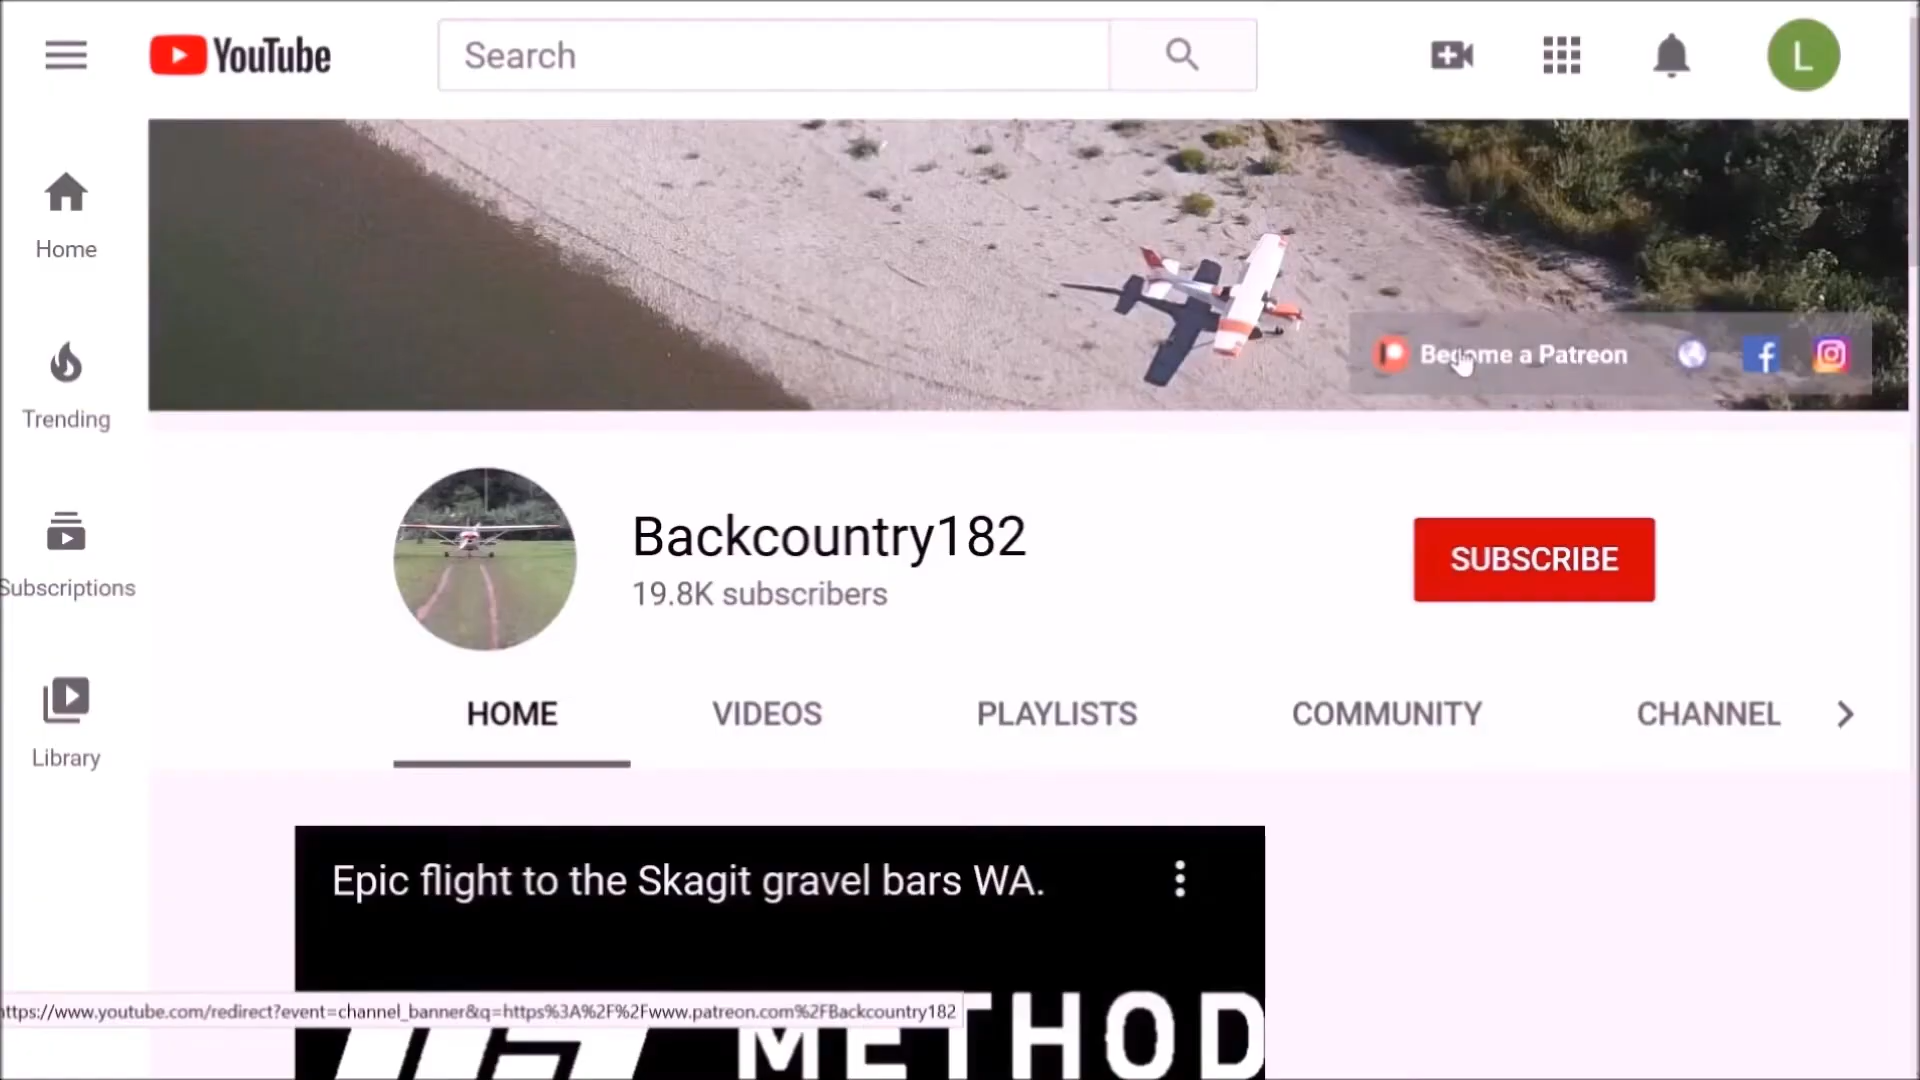 YouTube
Search
L
Home
Trending
Subscriptions
Library
Become a Patreon
Backcountry182
19.8K subscribers
SUBSCRIBE
HOME
VIDEOS
PLAYLISTS
COMMUNITY
CHANNEL
Epic flight to the Skagit gravel bars WA.
METHOD
ttps://www.youtube.com/redirect?event=channel_banner&q=https%3A%2F%2Fwww.patreon.com%2FBackcountry182